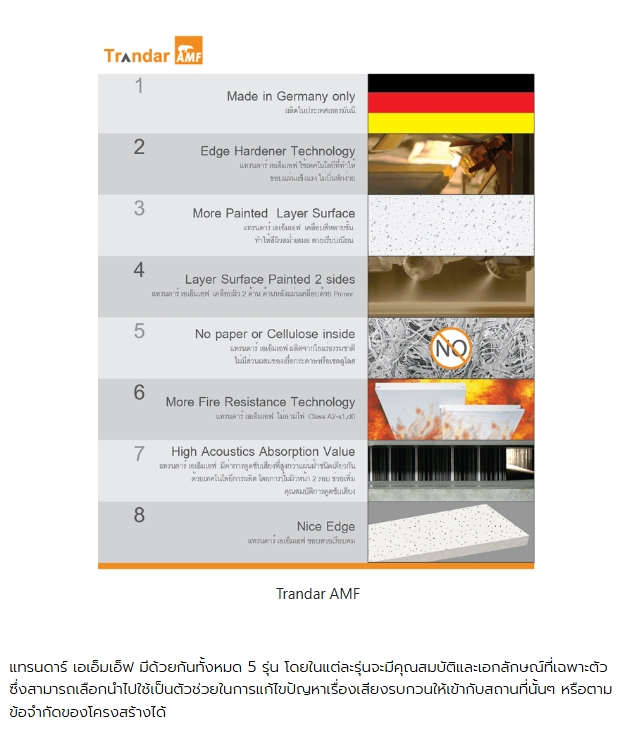 Trandar AMF
1
Made in Germany only
ผลิตในประเทศเยอรมันนี
2
Edge Hardener Technology
แทรนดาร์ เอเอ็มเอฟ ใช้เทคโนโลยีที่ทำให้
ขอบแผ่นแข็งแรง ไม่บิ่นหักง่าย
3
More Painted Layer Surface
แทรนดาร์ เอเอ็มเอฟ เคลือบสีหลายชั้น
ทำให้สีผิวสม่ำเสมอ สวยเรียบเนียน
4
Layer Surface Painted 2 sides
แทรนดาร์ เอเอ็มเอฟ เคลือบผิว 2 ด้าน ด้านหลังแผ่นเคลือบด้วย Primer
5
No paper or Cellulose inside
แทรนดาร์ เอเอ็มเอฟ ผลิตจากใยแร่ธรรมชาติ
ไม่มีส่วนผสมของเยื่อกระดาษหรือเซลลูโลส
NO
6
More Fire Resistance Technology
แทรนดาร์ เอเอ็มเอฟ ไม่ลามไฟ Class A2-s1,d0
7
High Acoustics Absorption Value
แทรนดาร์ เอเอ็มเอฟ มีค่าการดูดซับเสียงที่สูงกว่าแผ่นฝ้าชนิดเดียวกัน
ด้วยเทคโนโลยีการผลิต โดยการปั๊มผิวหน้า 2 รอบ ช่วยเพิ่ม
คุณสมบัติการดูดซับเสียง
8
Nice Edge
แทรนดาร์ เอเอ็มเอฟ ขอบสวยเรียบคม
Trandar AMF
แทรนดาร์ เอเอ็มเอ็ฟ มีด้วยกันทั้งหมด 5 รุ่น โดยในแต่ละรุ่นจะมีคุณสมบัติและเอกลักษณ์ที่เฉพาะตัว
ซึ่งสามารถเลือกนำไปใช้เป็นตัวช่วยในการแก้ไขปัญหาเรื่องเสียงรบกวนให้เข้ากับสถานที่นั้นๆ หรือตาม
ข้อจำกัดของโครงสร้างได้